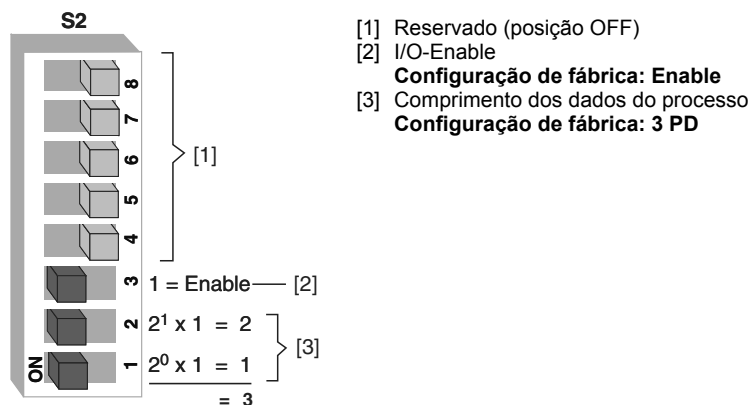 S2
[1] Reservado (posição OFF)
[2] I/O-Enable
Configuração de fábrica: Enable
[3] Comprimento dos dados do processo
Configuração de fábrica: 3 PD
8
7
6
5
4
[1]
3 1 = Enable [2]
2 2¹ x 1 = 2
[3]
ON 1 2⁰ x 1 = 1
= 3